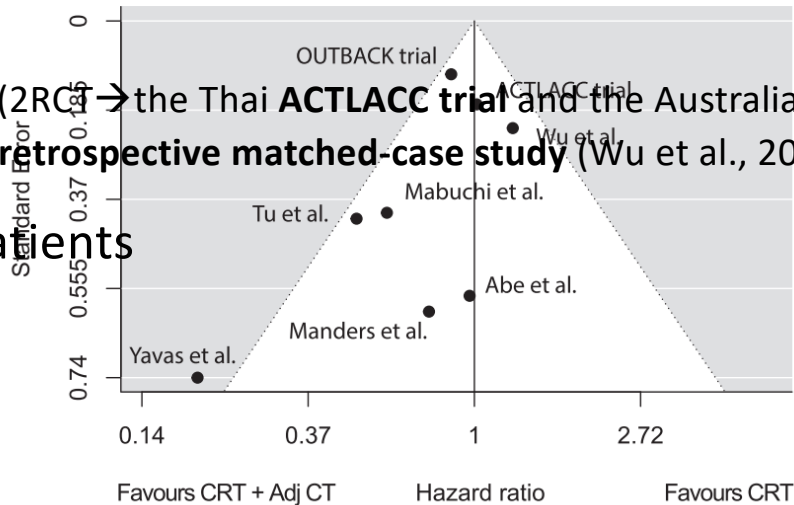 0
OUTBACK trial
(2RCT→the Thai ACTLACC trial and the Australia
ACTLACC trial
0.185
Wu et al.
retrospective matched-case study (Wu et al., 20
Standard Error
0.37
Mabuchi et al.
Tu et al.
atients
0.555
Abe et al.
Manders et al.
Yavas et al.
0.74
0.14 0.37 1 2.72
Favours CRT + Adj CT Hazard ratio Favours CRT